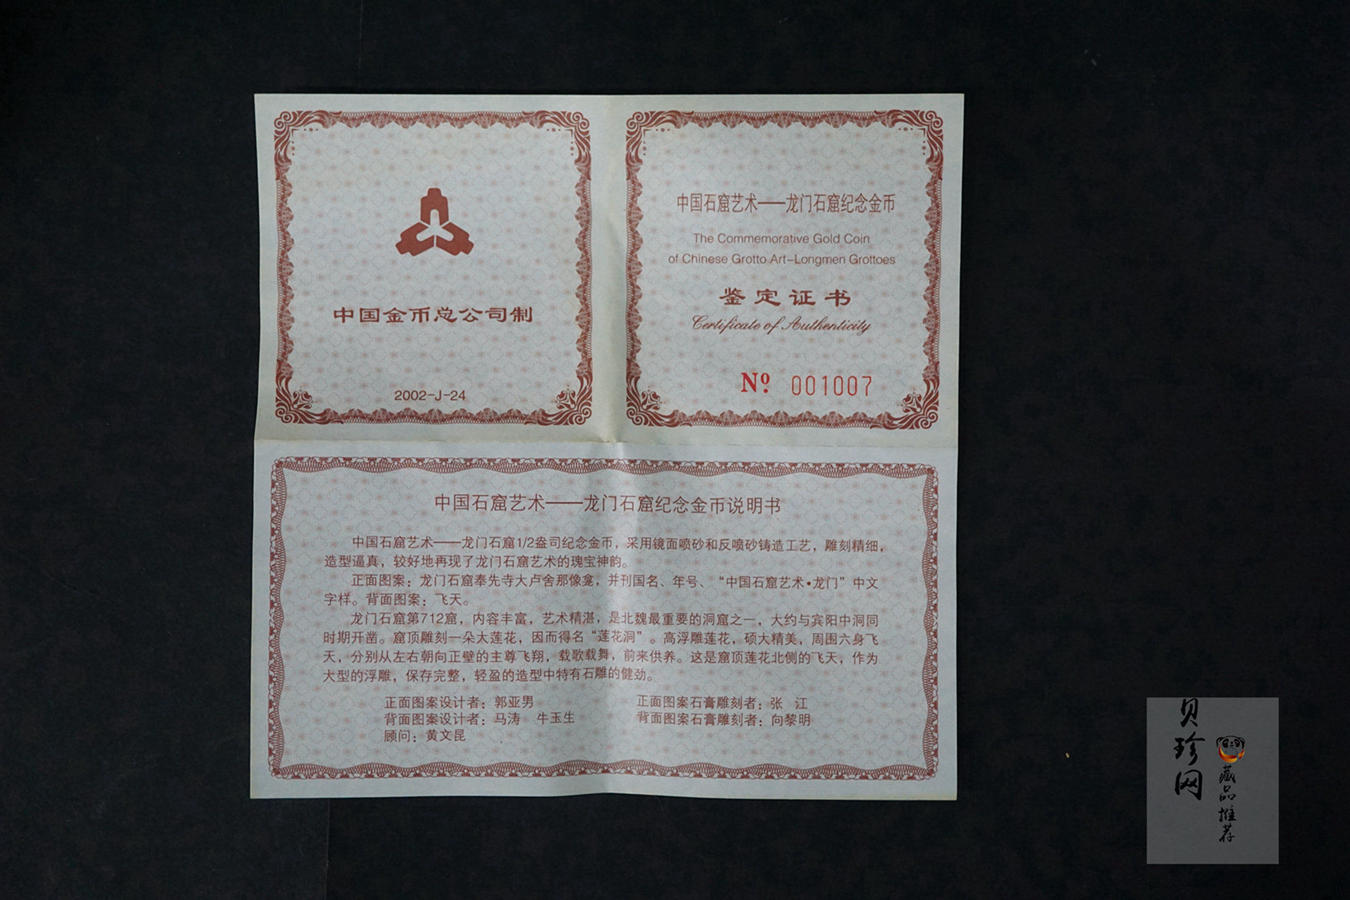 中国金币总公司制
2002-J-24
中国石窟艺术——龙门石窟纪念金币
The Commemorative Gold Coin
of Chinese Grotto Art-Longmen Grottoes
鉴定证书
Certificate of Authenticity
Nº 001007
中国石窟艺术——龙门石窟纪念金币说明书
中国石窟艺术——龙门石窟1/2盎司纪念金币，采用镜面喷砂和反喷砂铸造工艺，雕刻精细，
造型逼真，较好地再现了龙门石窟艺术的瑰宝神韵。
正面图案：龙门石窟奉先寺大卢舍那像龛，并刊国名、年号、“中国石窟艺术•龙门”中文
字样。背面图案：飞天。
龙门石窟第712窟，内容丰富，艺术精湛，是北魏最重要的洞窟之一，大约与宾阳中洞同
时期开凿。窟顶雕刻一朵大莲花，因而得名“莲花洞”。高浮雕莲花，硕大精美，周围六身飞
天，分别从左右朝向正壁的主尊飞翔，载歌载舞，前来供养。这是窟顶莲花北侧的飞天，作为
大型的浮雕，保存完整，轻盈的造型中特有石雕的健劲。
正面图案设计者：郭亚男
正面图案石膏雕刻者：张　江
背面图案设计者：马涛　牛玉生
背面图案石膏雕刻者：向黎明
顾问：黄文昆
贝珍网
藏品推荐